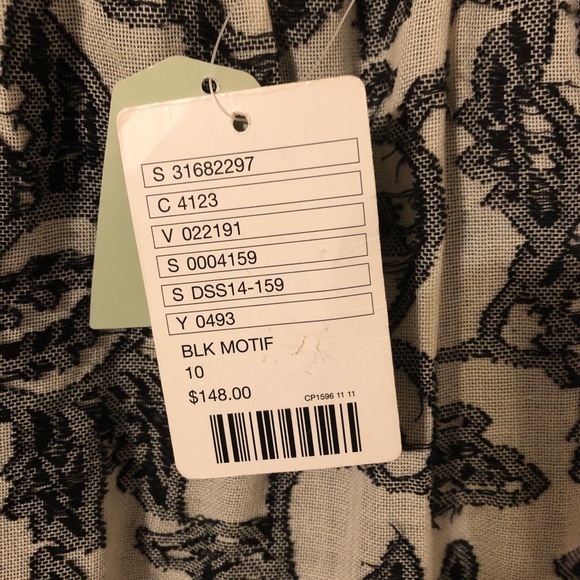 S 31682297
C 4123
V 022191
S 0004159
S DSS14-159
Y 0493
BLK MOTIF
10
$148.00
CP1596 11 11